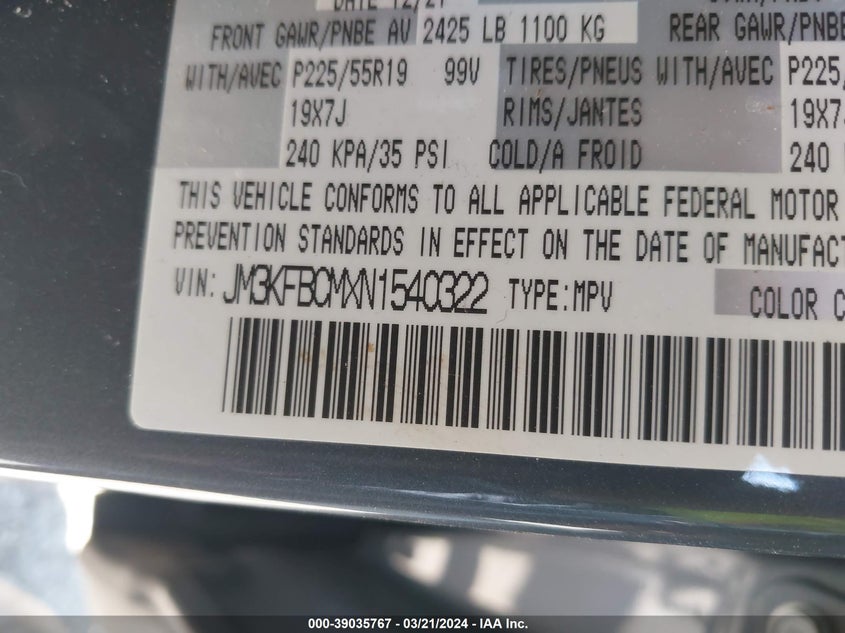 DATE 12/21
FRONT GAWR/PNBE AV 2425 LB 1100 KG REAR GAWR/PNBE
WITH/AVEC P225/55R19 99V TIRES/PNEUS WITH/AVEC P225/
19X7J RIMS/JANTES 19X7J
240 KPA/35 PSI COLD/A FROID 240
THIS VEHICLE CONFORMS TO ALL APPLICABLE FEDERAL MOTOR
PREVENTION STANDARDS IN EFFECT ON THE DATE OF MANUFACT
VIN: JM3KFBCMXN1540322 TYPE:MPV COLOR C
000-39035767 - 03/21/2024 - IAA Inc.